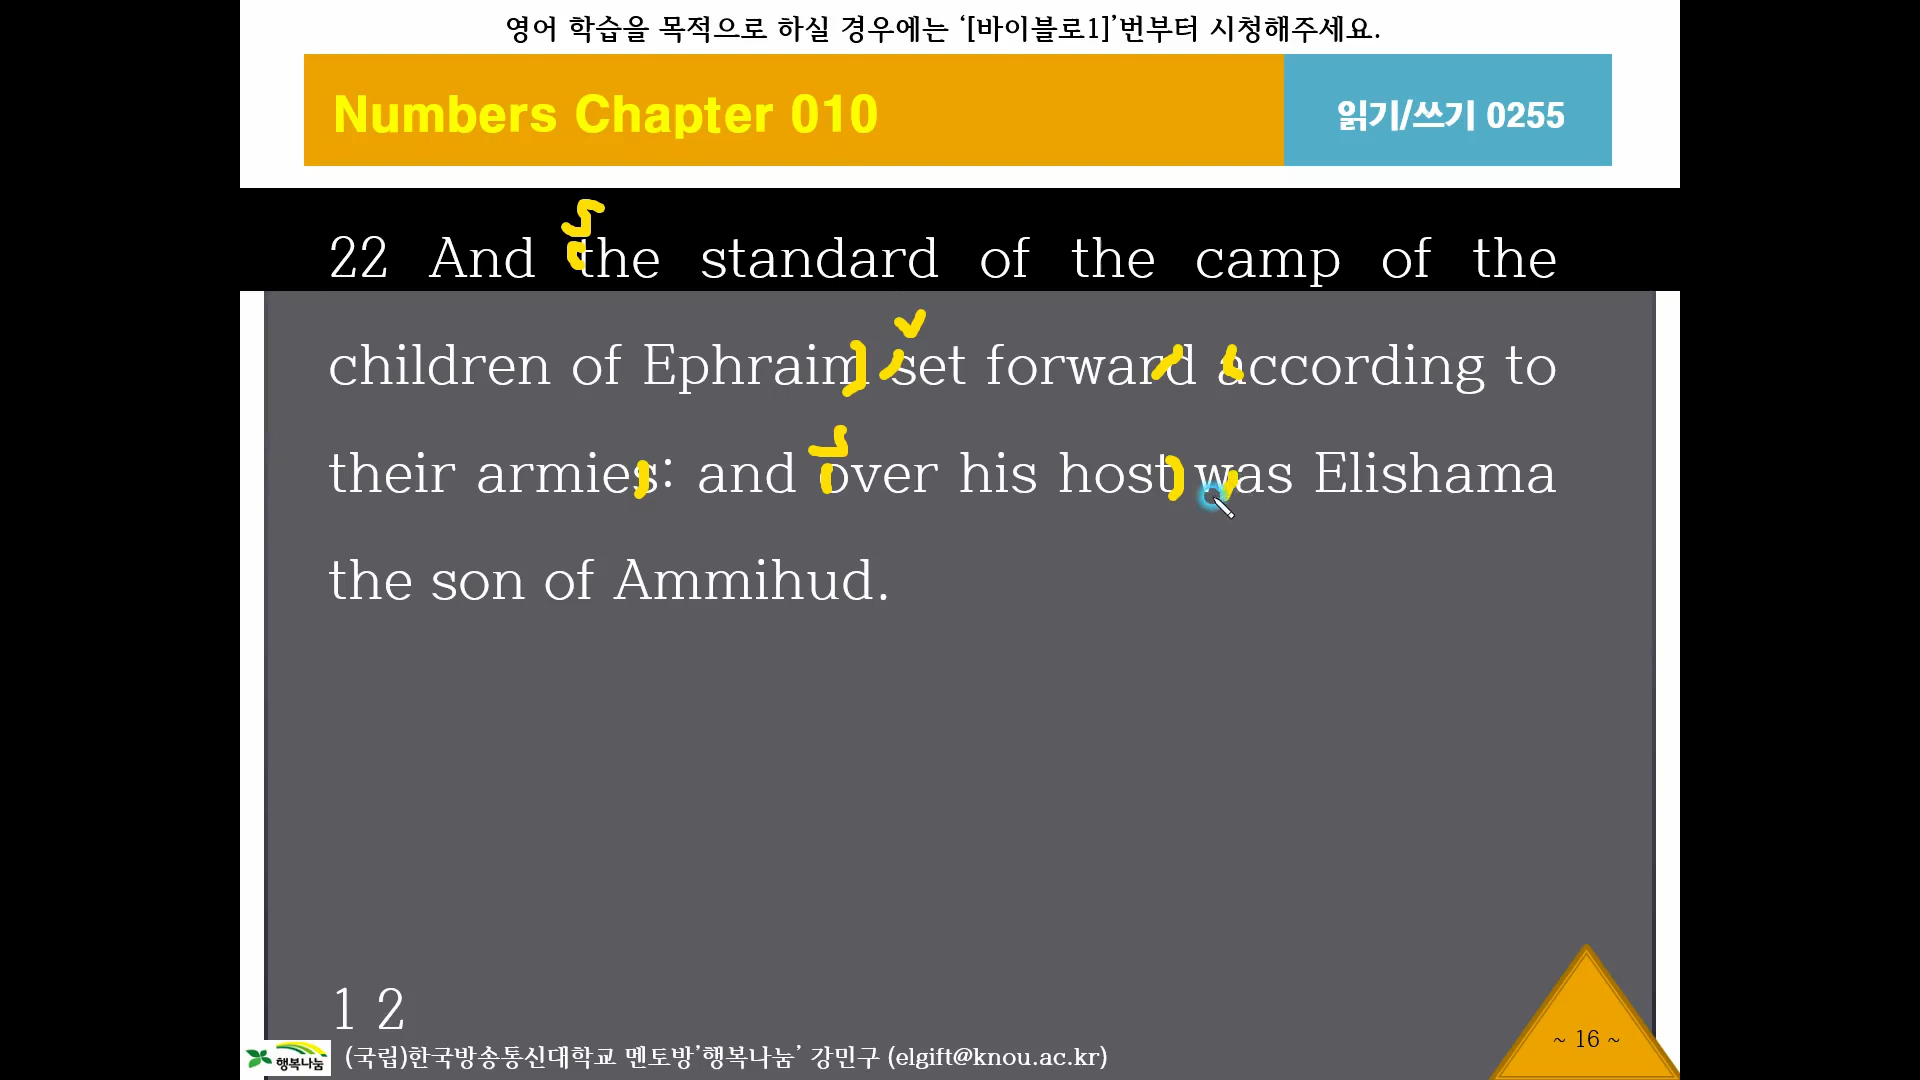 영어 학습을 목적으로 하실 경우에는 ‘[바이블로1]’번부터 시청해주세요.
Numbers Chapter 010
읽기/쓰기 0255
22 And the standard of the camp of the
children of Ephraim set forward according to
their armies: and over his host was Elishama
the son of Ammihud.
1 2
~ 16 ~
행복나눔
(국립)한국방송통신대학교 멘토방’행복나눔’ 강민구 (elgift@knou.ac.kr)